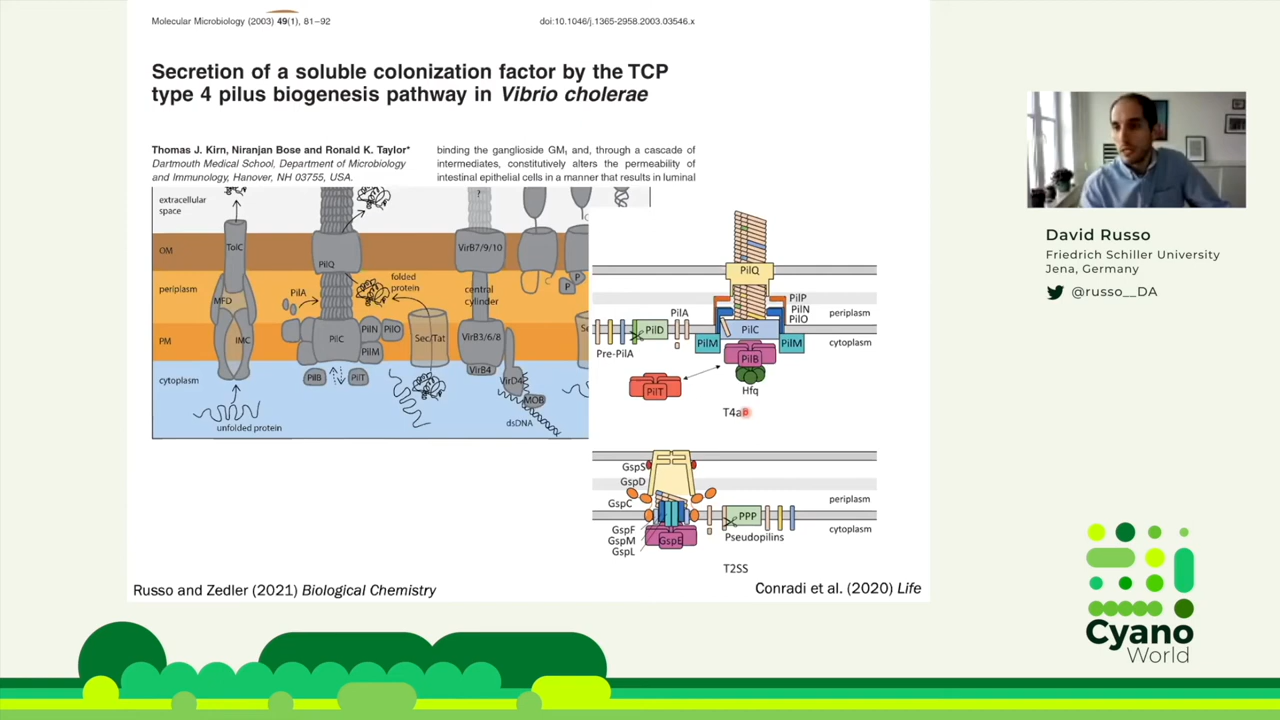 Molecular Microbiology (2003) 49(1), 81–92
doi:10.1046/j.1365-2958.2003.03546.x
Secretion of a soluble colonization factor by the TCP
type 4 pilus biogenesis pathway in Vibrio cholerae
Thomas J. Kirn, Niranjan Bose and Ronald K. Taylor*
Dartmouth Medical School, Department of Microbiology
and Immunology, Hanover, NH 03755, USA.
binding the ganglioside GM1 and, through a cascade of
intermediates, constitutively alters the permeability of
intestinal epithelial cells in a manner that results in luminal
extracellular
space
OM
periplasm
PM
cytoplasm
TolC
MFD
IMC
unfolded protein
PilQ
PilA
PilC
PilN
PilO
PilM
PilB
PilT
folded
protein
Sec/Tat
?
VirB7/9/10
central
cylinder
VirB3/6/8
VirB4
VirD4
MOB
dsDNA
P
P
Se
PilQ
PilP
PilN
PilO
periplasm
cytoplasm
PilA
PilD
Pre-PilA
PilM
PilC
PilM
PilB
PilT
Hfq
T4aP
GspS
GspD
GspC
GspF
GspM
GspL
GspE
PPP
Pseudopilins
periplasm
cytoplasm
T2SS
Russo and Zedler (2021) Biological Chemistry
Conradi et al. (2020) Life
David Russo
Friedrich Schiller University
Jena, Germany
@russo__DA
Cyano
World